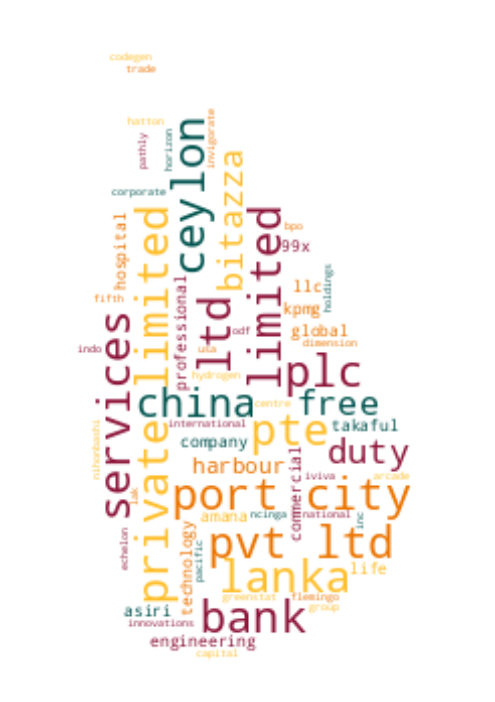 codegen
trade
hatton
pathly
horizon
invigorate
ceylon
corporate
bitazza
private limited
limited
hospital
bpo
99x
professional
llc
holdings
fifth
ltd
kpmg
services
odf
global
indo
usa
dimension
plc
hydrogen
china
centre
free
international
pte
takaful
nihonbashi
company
duty
harbour
commercial
iviva
arcade
lak
port city
amana
ncinga
national
inc
technology
echelon
pvt ltd
pacific
lanka
life
greenstat
flemingo
asiri
bank
group
innovations
engineering
capital